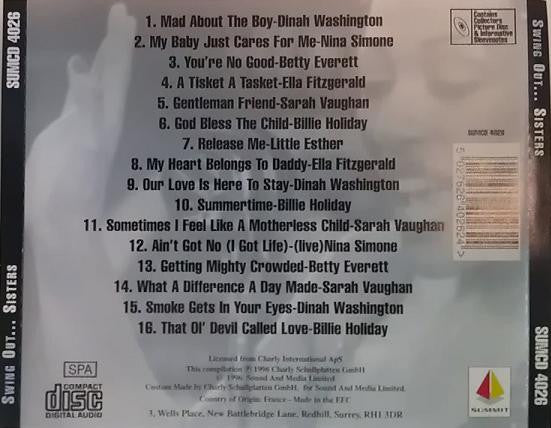 SUMCD 4026
Swing Out... Sisters
1. Mad About The Boy-Dinah Washington
2. My Baby Just Cares For Me-Nina Simone
3. You're No Good-Betty Everett
4. A Tisket A Tasket-Ella Fitzgerald
5. Gentleman Friend-Sarah Vaughan
6. God Bless The Child-Billie Holiday
7. Release Me-Little Esther
8. My Heart Belongs To Daddy-Ella Fitzgerald
9. Our Love Is Here To Stay-Dinah Washington
10. Summertime-Billie Holiday
11. Sometimes I Feel Like A Motherless Child-Sarah Vaughan
12. Ain't Got No (I Got Life)-(live)Nina Simone
13. Getting Mighty Crowded-Betty Everett
14. What A Difference A Day Made-Sarah Vaughan
15. Smoke Gets In Your Eyes-Dinah Washington
16. That Ol' Devil Called Love-Billie Holiday
Contains
Collectors
Picture Disc
& Informative
Sleevenotes
SUMCD 4026
5 022626 402624 >
Licensed from Charly International ApS
This compilation ℗ 1996 Charly Schallplatten GmbH
© 1996 Sound And Media Limited
Custom Made by Charly Schallplatten GmbH, for Sound And Media Limited.
Country of Origin: France - Made in the EEC
3, Wells Place, New Battlebridge Lane, Redhill, Surrey, RH1 3DR
SPA
COMPACT
disc
DIGITAL AUDIO
SUMMIT
Swing Out... Sisters
SUMCD 4026